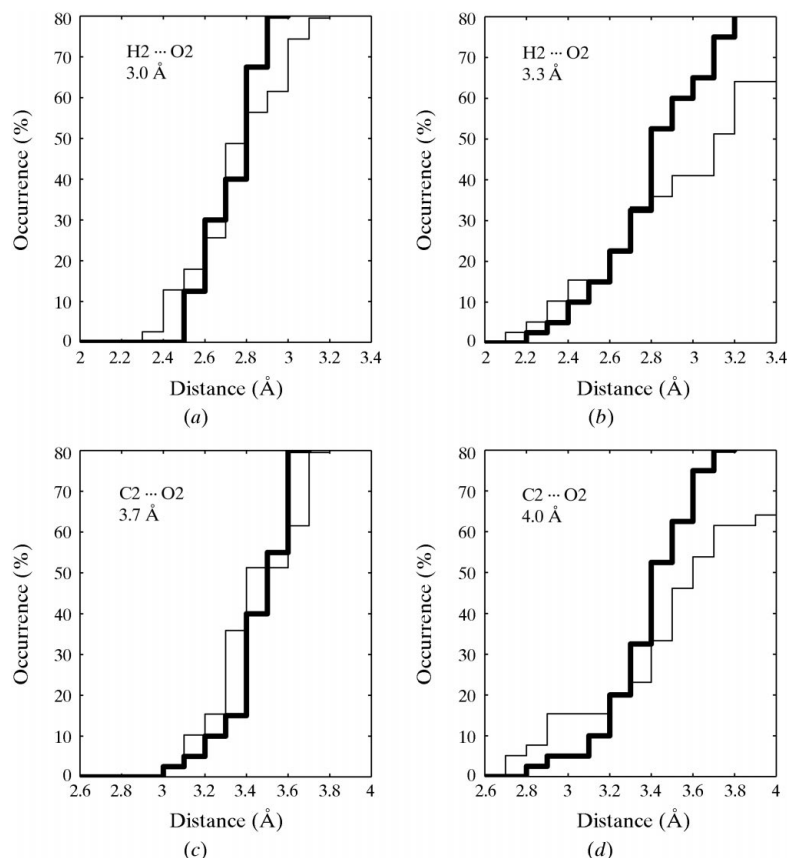 80
70
60
50
40
30
20
10
0
Occurrence (%)
H2 ··· O2
3.0 Å
2 2.2 2.4 2.6 2.8 3 3.2 3.4
Distance (Å)
(a)
80
70
60
50
40
30
20
10
0
Occurrence (%)
H2 ··· O2
3.3 Å
2 2.2 2.4 2.6 2.8 3 3.2 3.4
Distance (Å)
(b)
80
70
60
50
40
30
20
10
0
Occurrence (%)
C2 ··· O2
3.7 Å
2.6 2.8 3 3.2 3.4 3.6 3.8 4
Distance (Å)
(c)
80
70
60
50
40
30
20
10
0
Occurrence (%)
C2 ··· O2
4.0 Å
2.6 2.8 3 3.2 3.4 3.6 3.8 4
Distance (Å)
(d)